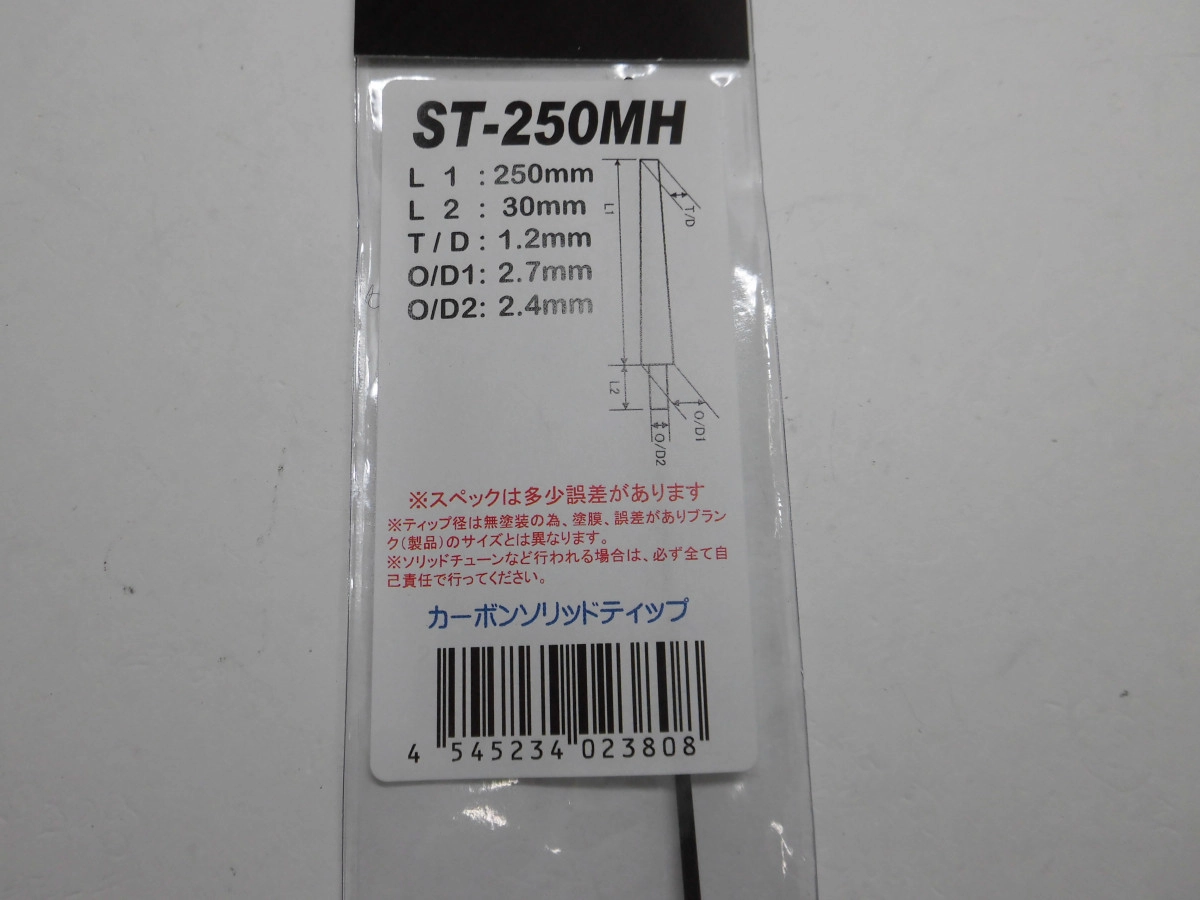 ST-250MH
L 1 : 250mm
L 2 : 30mm
T / D : 1.2mm
O/D1: 2.7mm
O/D2: 2.4mm
L1
T/D
L2
O/D1
O/D2
※スペックは多少誤差があります
※ティップ径は無塗装の為、塗膜、誤差がありブラン
ク(製品)のサイズとは異なります。
※ソリッドチューンなど行われる場合は、必ず全て自
己責任で行ってください。
カーボンソリッドティップ
4 545234 023808